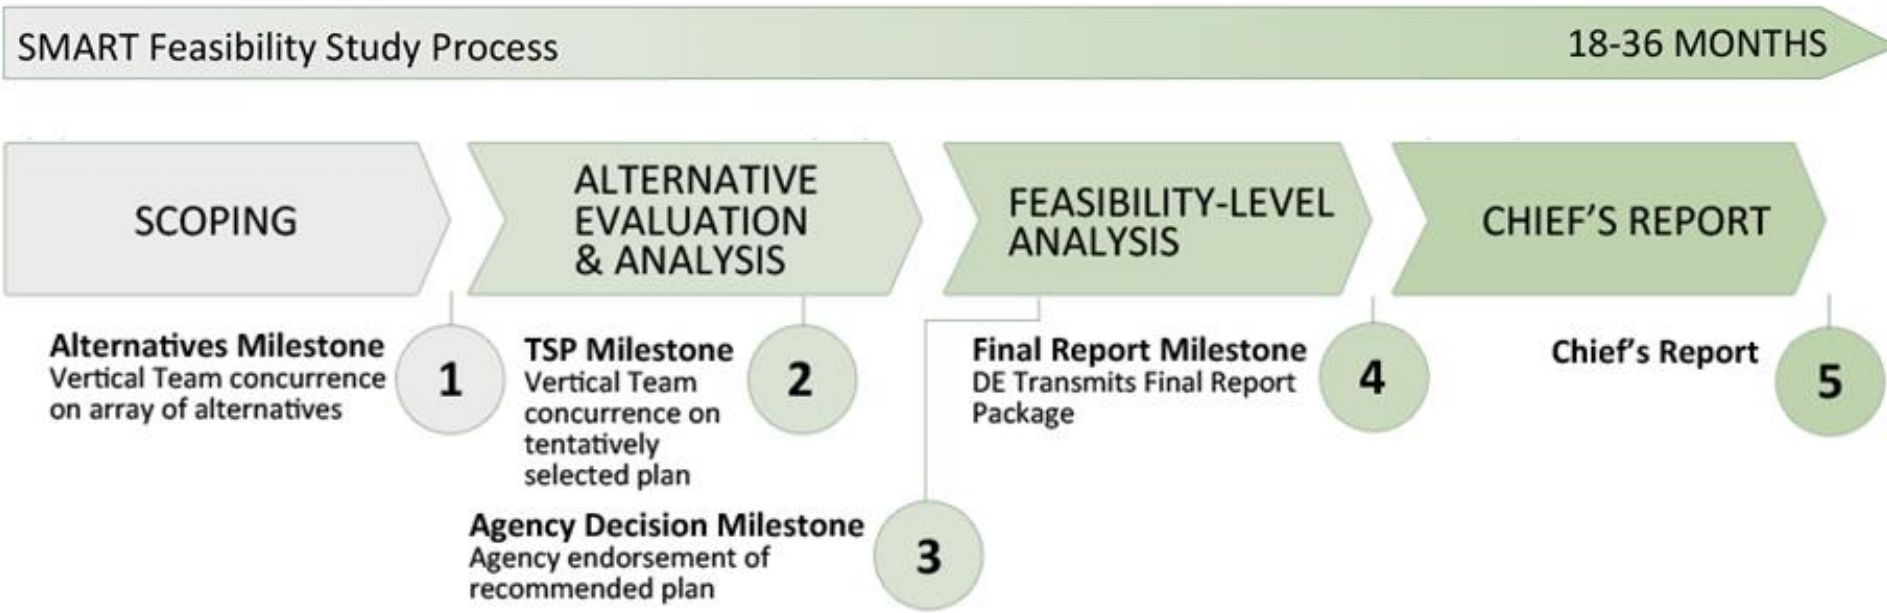 SMART Feasibility Study Process
18-36 MONTHS
SCOPING
ALTERNATIVE
EVALUATION
& ANALYSIS
FEASIBILITY-LEVEL
ANALYSIS
CHIEF'S REPORT
Alternatives Milestone
Vertical Team concurrence
on array of alternatives
1
TSP Milestone
Vertical Team
concurrence on
tentatively
selected plan
2
Agency Decision Milestone
Agency endorsement of
recommended plan
3
Final Report Milestone
DE Transmits Final Report
Package
4
Chief's Report
5